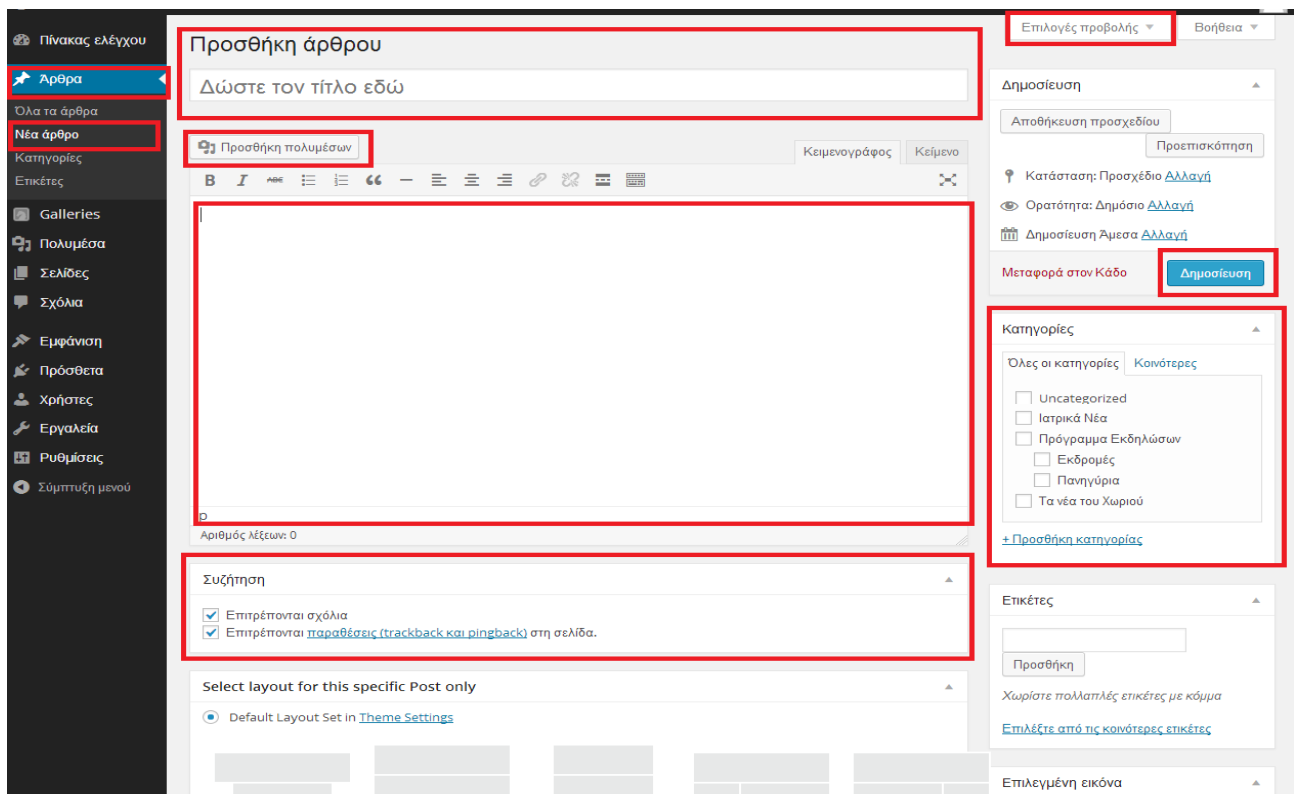 Πίνακας ελέγχου
Άρθρα
Όλα τα άρθρα
Νέα άρθρο
Κατηγορίες
Ετικέτες
Galleries
Πολυμέσα
Σελίδες
Σχόλια
Εμφάνιση
Πρόσθετα
Χρήστες
Εργαλεία
Ρυθμίσεις
Σύμπτυξη μενού
Επιλογές προβολής
Βοήθεια
Προσθήκη άρθρου
Δώστε τον τίτλο εδώ
Προσθήκη πολυμέσων
Κειμενογράφος Κείμενο
B I ABC
p
Αριθμός λέξεων: 0
Συζήτηση
Επιτρέπονται σχόλια
Επιτρέπονται παραθέσεις (trackback και pingback) στη σελίδα.
Select layout for this specific Post only
Default Layout Set in Theme Settings
Δημοσίευση
Αποθήκευση προσχεδίου
Προεπισκόπηση
Κατάσταση: Προσχέδιο Αλλαγή
Ορατότητα: Δημόσιο Αλλαγή
Δημοσίευση Άμεσα Αλλαγή
Μεταφορά στον Κάδο
Δημοσίευση
Κατηγορίες
Όλες οι κατηγορίες Κοινότερες
Uncategorized
Ιατρικά Νέα
Πρόγραμμα Εκδηλώσων
Εκδρομές
Πανηγύρια
Τα νέα του Χωριού
+ Προσθήκη κατηγορίας
Ετικέτες
Προσθήκη
Χωρίστε πολλαπλές ετικέτες με κόμμα
Επιλέξτε από τις κοινότερες ετικέτες
Επιλεγμένη εικόνα